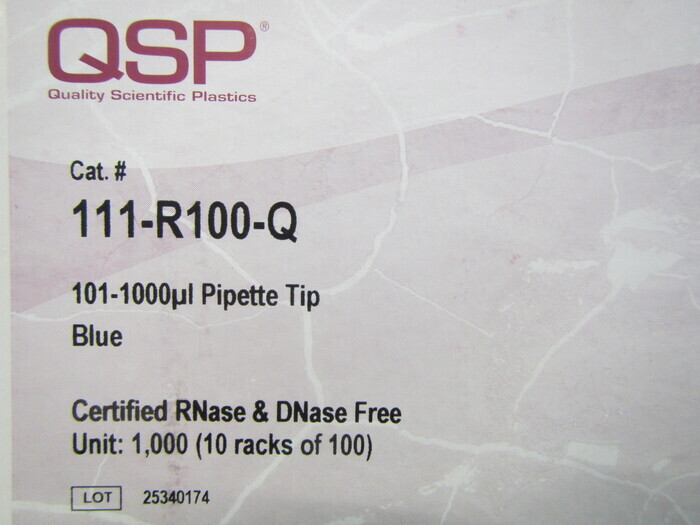 QSP®
Quality Scientific Plastics
Cat. #
111-R100-Q
101-1000µl Pipette Tip
Blue
Certified RNase & DNase Free
Unit: 1,000 (10 racks of 100)
LOT 25340174